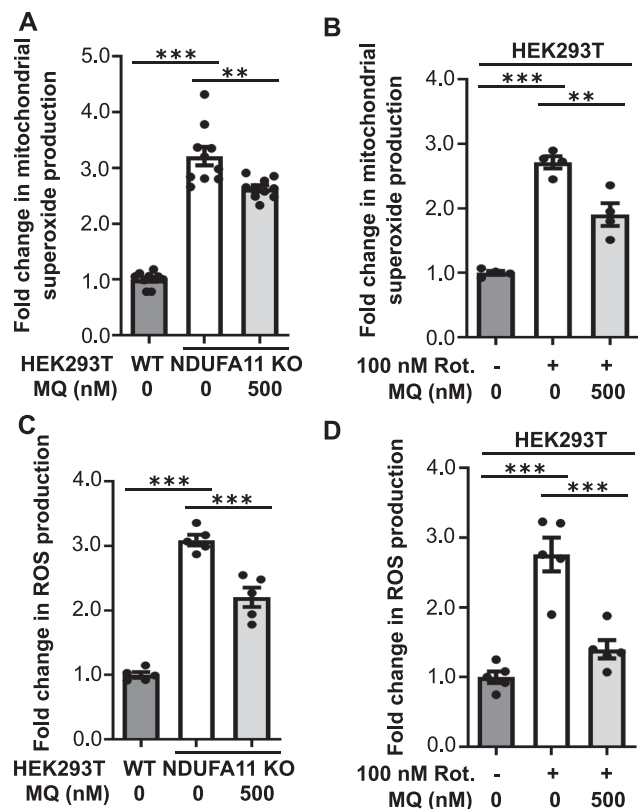 A
Fold change in mitochondrial
superoxide production
5.0
4.0
3.0
2.0
1.0
0.0
***
**
HEK293T WT NDUFA11 KO
MQ (nM) 0 0 500
B
HEK293T
Fold change in mitochondrial
superoxide production
4.0
3.0
2.0
1.0
0.0
***
**
100 nM Rot. - + +
MQ (nM) 0 0 500
C
Fold change in ROS production
4.0
3.0
2.0
1.0
0.0
***
***
HEK293T WT NDUFA11 KO
MQ (nM) 0 0 500
D
HEK293T
Fold change in ROS production
4.0
3.0
2.0
1.0
0.0
***
***
100 nM Rot. - + +
MQ (nM) 0 0 500